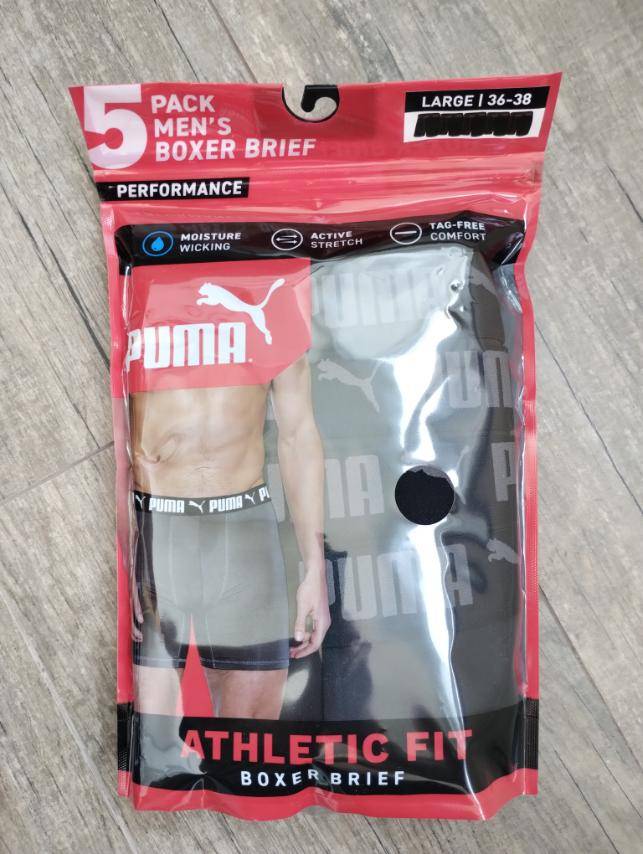 5
PACK
MEN'S
BOXER BRIEF
LARGE | 36-38
PERFORMANCE
MOISTURE
WICKING
ACTIVE
STRETCH
TAG-FREE
COMFORT
PUMA
PUMA
PUMA
PUMA
PUMA
PUMA
ATHLETIC FIT
BOXER BRIEF